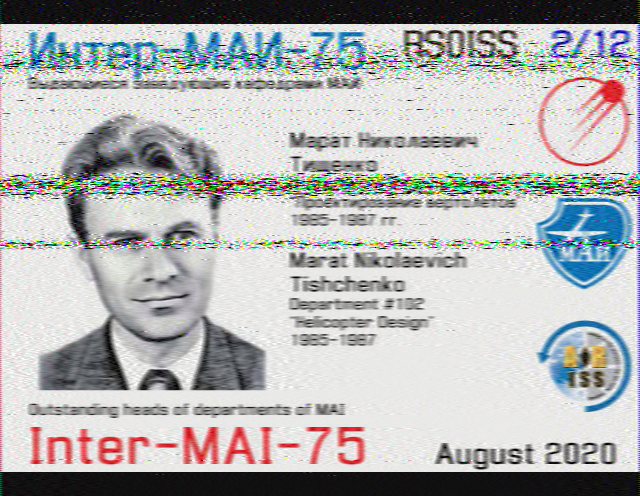 Интер-МАИ-75 RS0ISS 2/12
Выдающиеся заведующие кафедрами МАИ
Марат Николаевич
Тищенко
"Проектирование вертолетов"
1985-1987 гг.
МАИ
Marat Nikolaevich
Tishchenko
Department #102
"Helicopter Design"
1985-1987
ISS
Outstanding heads of departments of MAI
Inter-MAI-75 August 2020